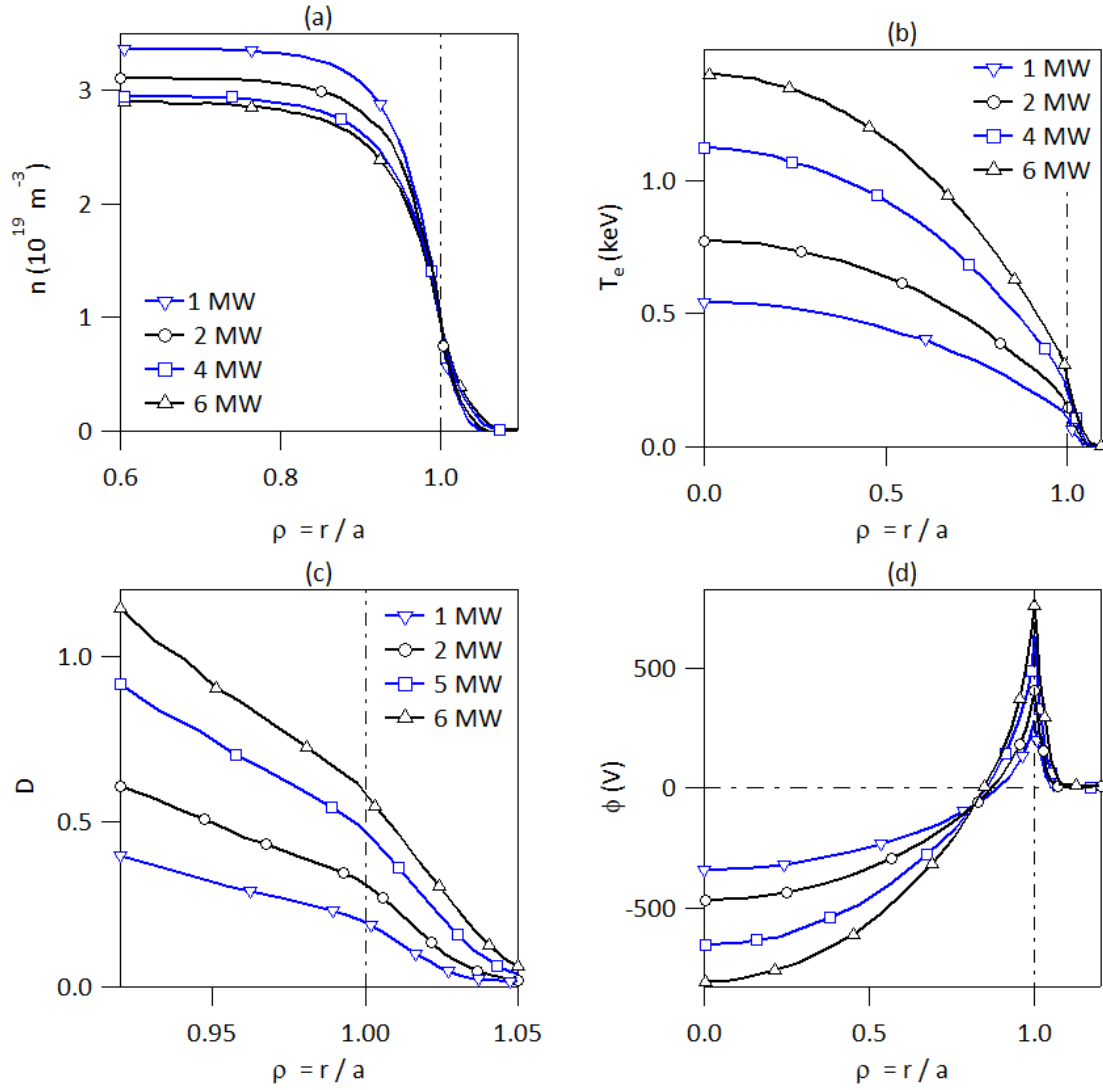 (a)
n (10 19 m-3)
3
2
1
0
1 MW
2 MW
4 MW
6 MW
0.6
0.8
1.0
ρ = r / a
(b)
Te (keV)
1.0
0.5
0.0
1 MW
2 MW
4 MW
6 MW
0.0
0.5
1.0
ρ = r / a
(c)
D
1.0
0.5
0.0
1 MW
2 MW
5 MW
6 MW
0.95
1.00
1.05
ρ = r / a
(d)
ϕ (V)
500
0
-500
0.0
0.5
1.0
ρ = r / a